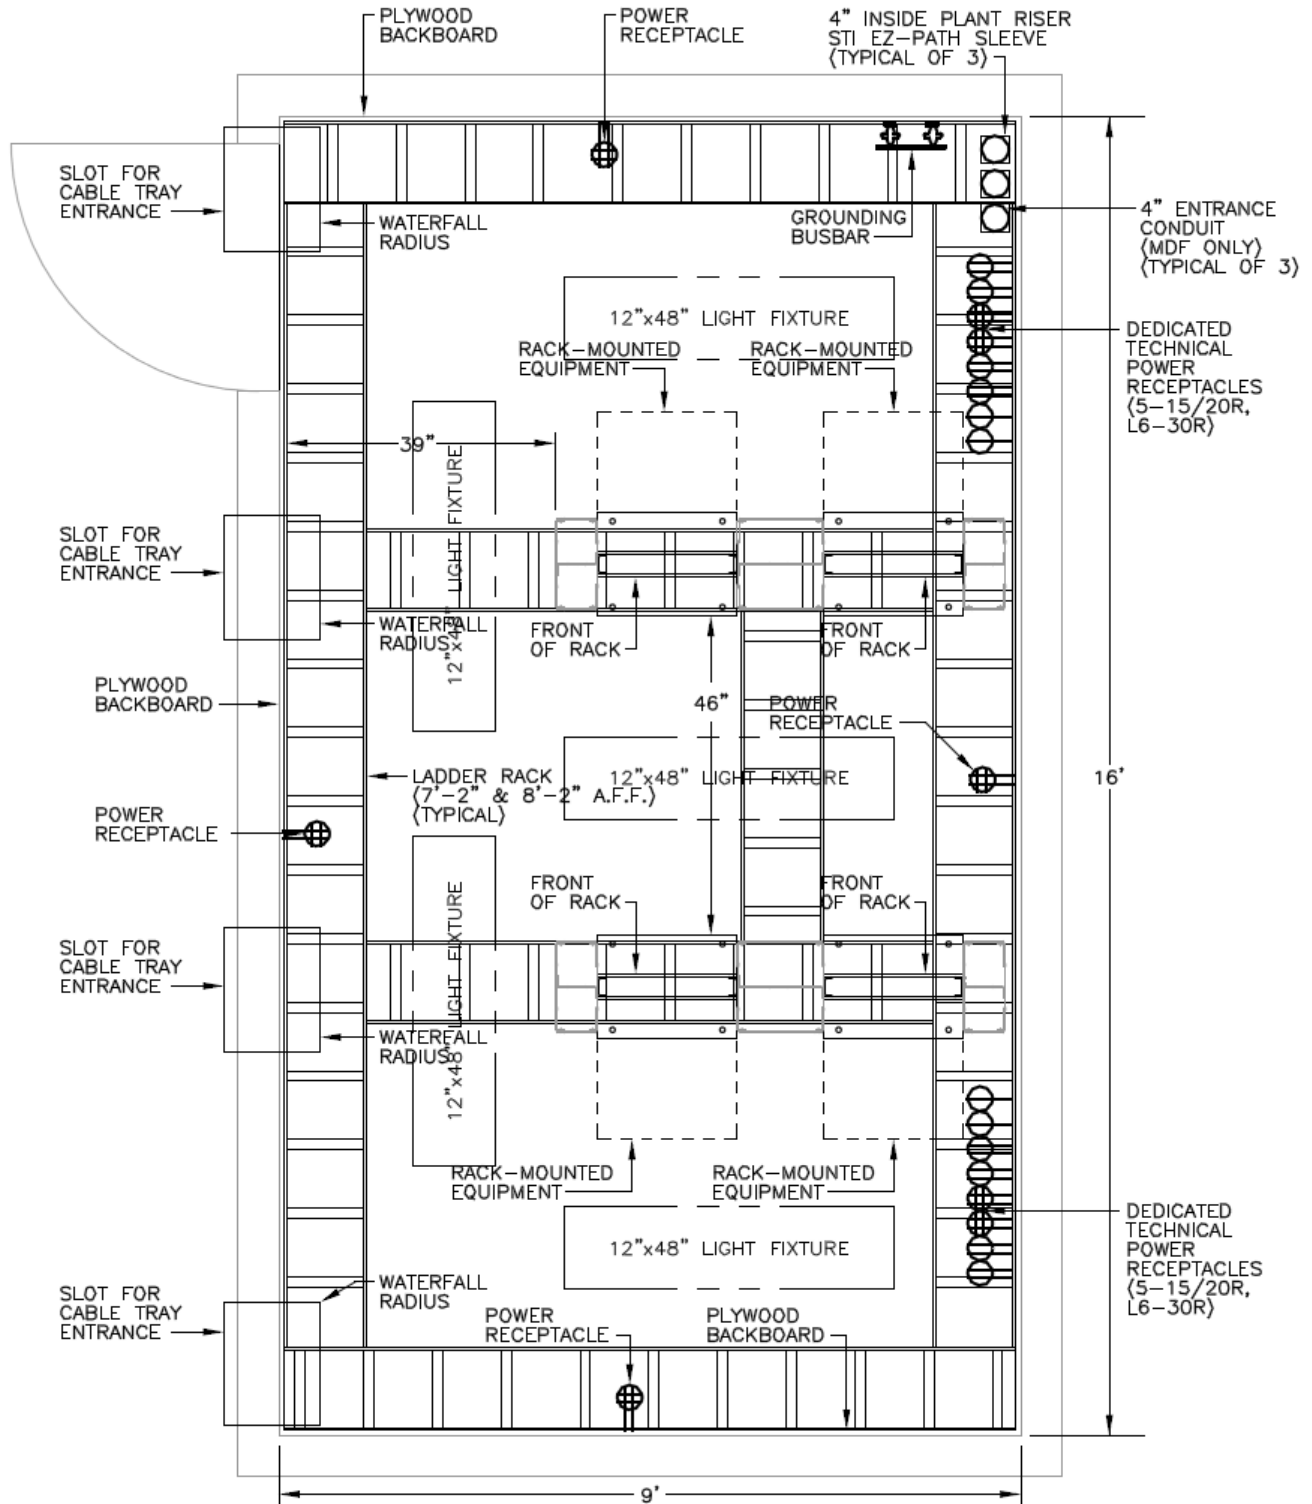 PLYWOOD
BACKBOARD
POWER
RECEPTACLE
4" INSIDE PLANT RISER
STI EZ-PATH SLEEVE
(TYPICAL OF 3)
SLOT FOR
CABLE TRAY
ENTRANCE
WATERFALL
RADIUS
GROUNDING
BUSBAR
4" ENTRANCE
CONDUIT
(MDF ONLY)
(TYPICAL OF 3)
12"x48" LIGHT FIXTURE
RACK-MOUNTED
EQUIPMENT
RACK-MOUNTED
EQUIPMENT
DEDICATED
TECHNICAL
POWER
RECEPTACLES
(5-15/20R,
L6-30R)
39"
12"x48" LIGHT FIXTURE
SLOT FOR
CABLE TRAY
ENTRANCE
WATERFALL
RADIUS
FRONT
OF RACK
FRONT
OF RACK
PLYWOOD
BACKBOARD
46"
POWER
RECEPTACLE
LADDER RACK
(7'-2" & 8'-2" A.F.F.)
(TYPICAL)
12"x48" LIGHT FIXTURE
16'
POWER
RECEPTACLE
FRONT
OF RACK
FRONT
OF RACK
12"x48" LIGHT FIXTURE
SLOT FOR
CABLE TRAY
ENTRANCE
WATERFALL
RADIUS
RACK-MOUNTED
EQUIPMENT
RACK-MOUNTED
EQUIPMENT
DEDICATED
TECHNICAL
POWER
RECEPTACLES
(5-15/20R,
L6-30R)
12"x48" LIGHT FIXTURE
SLOT FOR
CABLE TRAY
ENTRANCE
WATERFALL
RADIUS
POWER
RECEPTACLE
PLYWOOD
BACKBOARD
9'